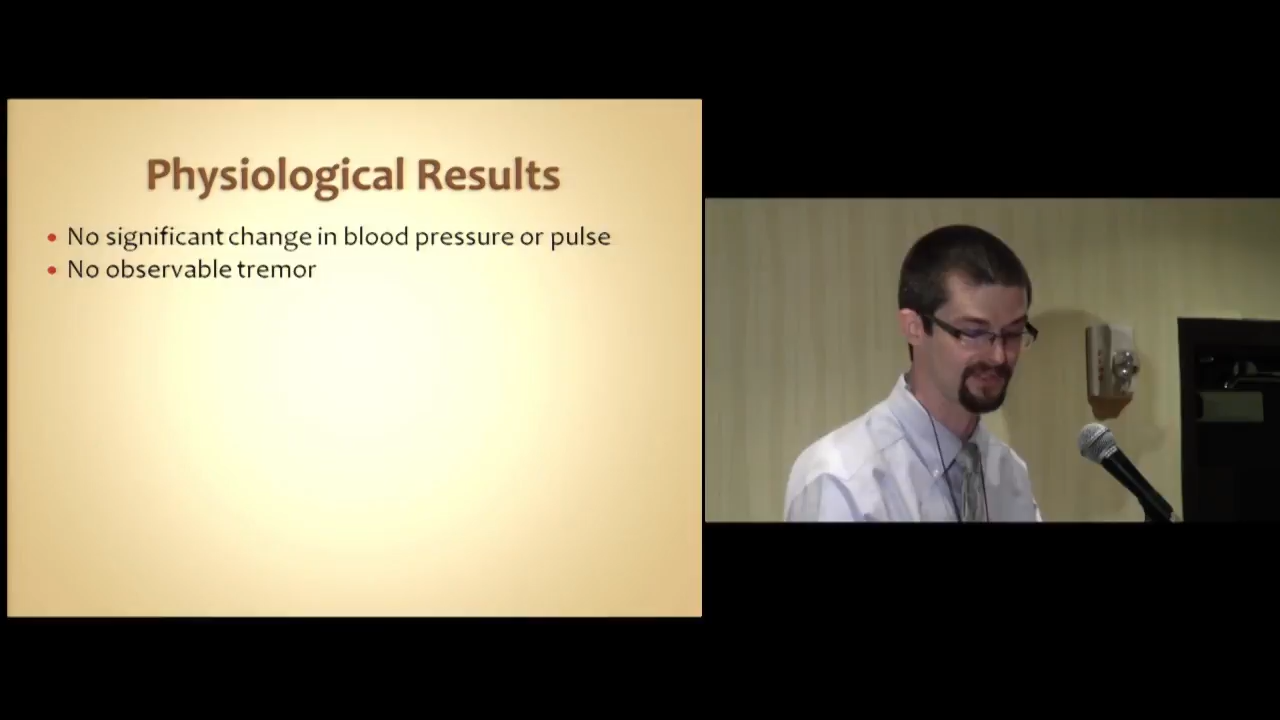 Physiological Results
No significant change in blood pressure or pulse
No observable tremor